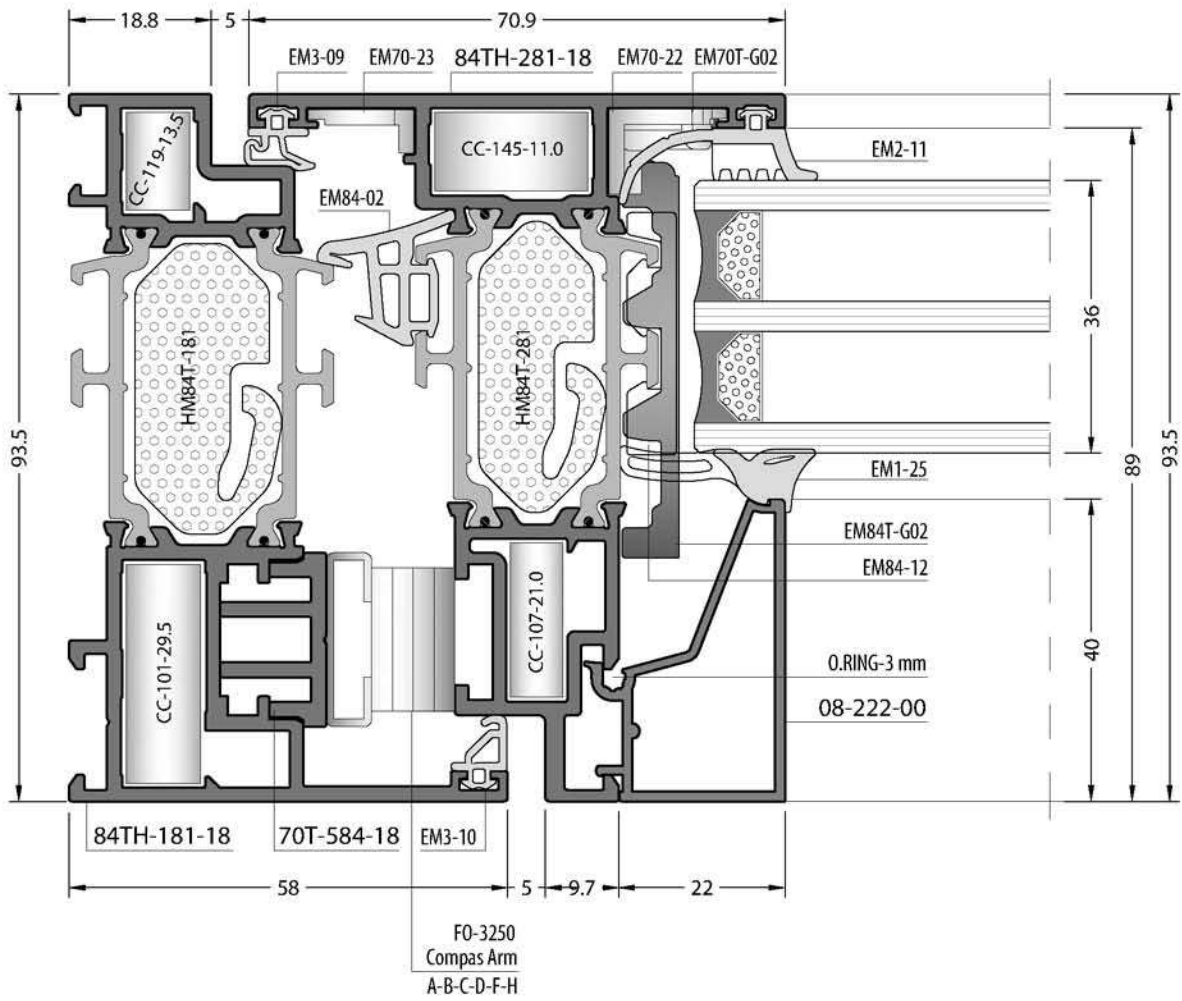 18.8
5
70.9
EM3-09
EM70-23
84TH-281-18
EM70-22
EM70T-G02
CC-119-13.5
CC-145-11.0
EM2-11
EM84-02
HM84T-181
HM84T-281
93.5
36
89
93.5
EM1-25
EM84T-G02
EM84-12
CC-101-29.5
CC-107-21.0
O.RING-3 mm
08-222-00
40
84TH-181-18
70T-584-18
EM3-10
58
5
9.7
22
FO-3250
Compas Arm
A-B-C-D-F-H